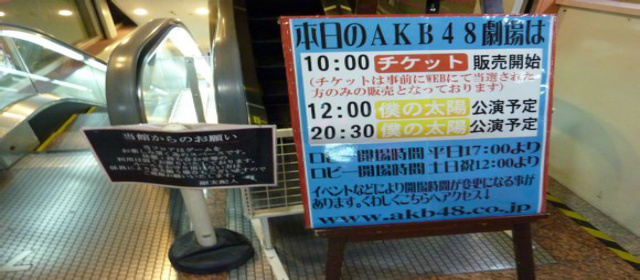 本日のAKB48劇場は
10:00 チケット 販売開始
(チケットは事前にWEBにて当選された
方のみの販売となっております)
12:00 僕の太陽 公演予定
20:30 僕の太陽 公演予定
ロビー開場時間 平日17:00より
ロビー開場時間 土日祝12:00より
イベントなどにより開場時間が変更になる事が
あります。くわしくこちらへアクセス↓
www.akb48.co.jp
当館からのお願い
副支配人